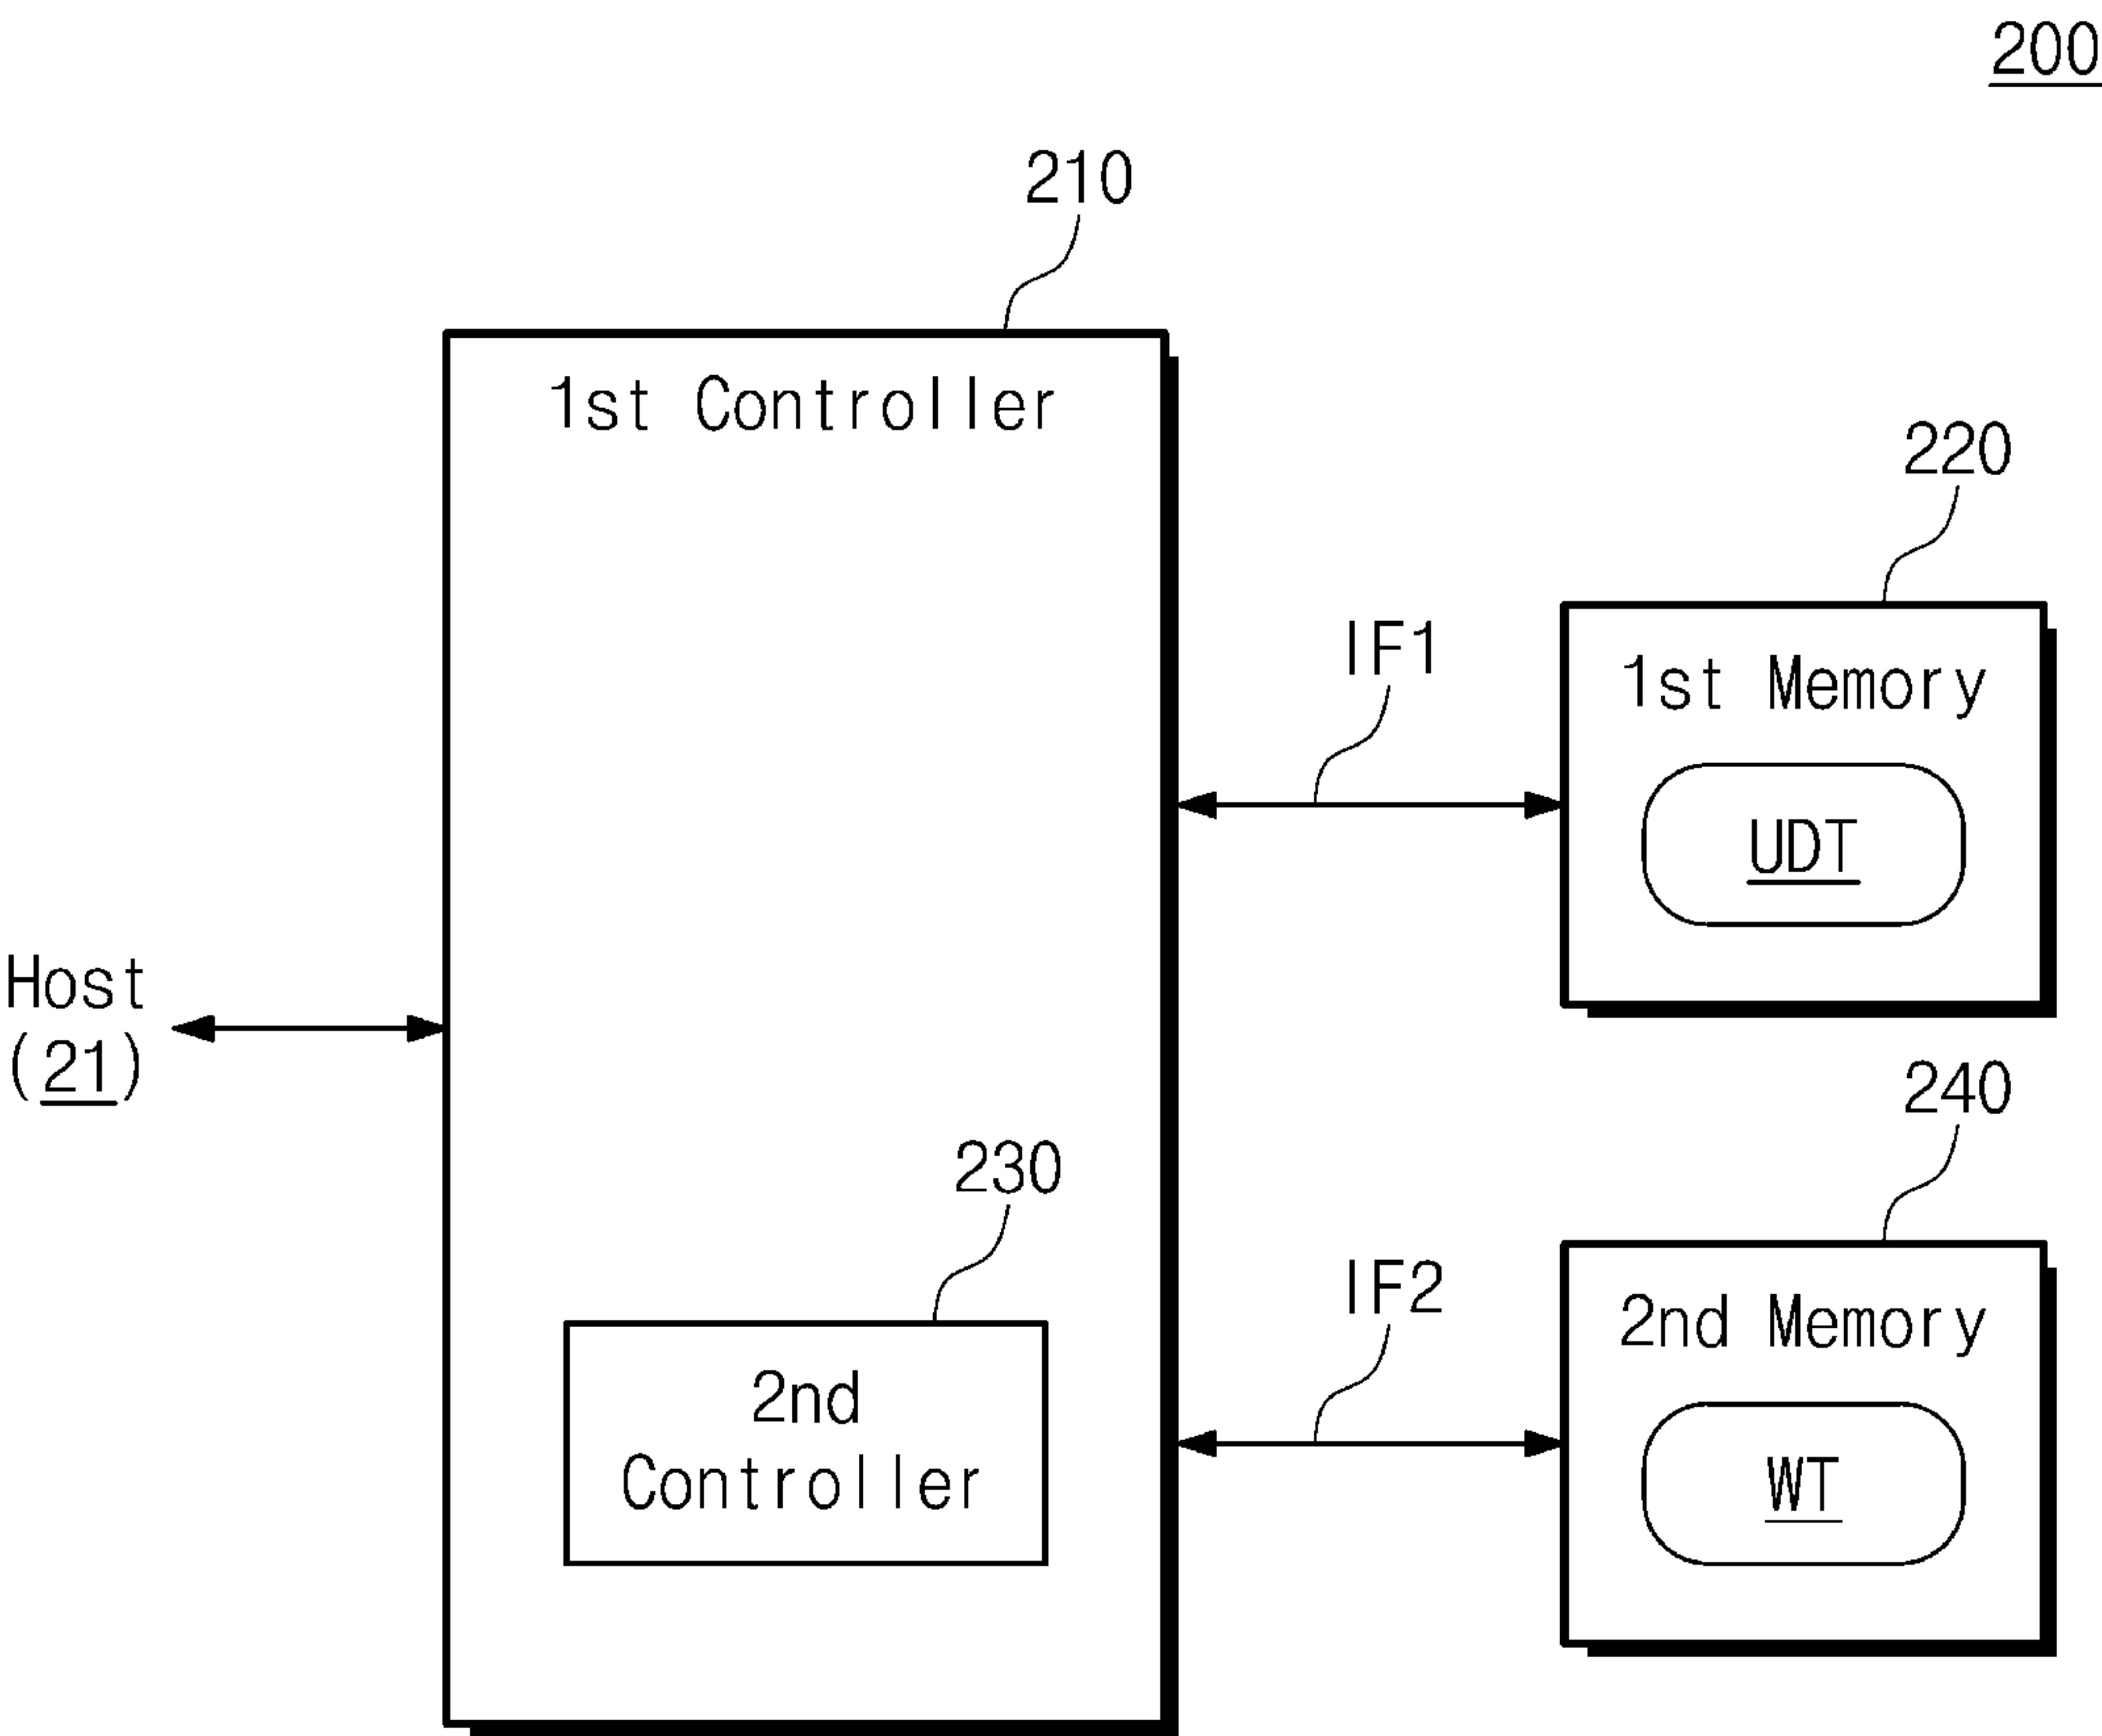 200
210
1st Controller
220
IF1
1st Memory
UDT
Host
(21)
240
230
IF2
2nd Memory
2nd
Controller
WT